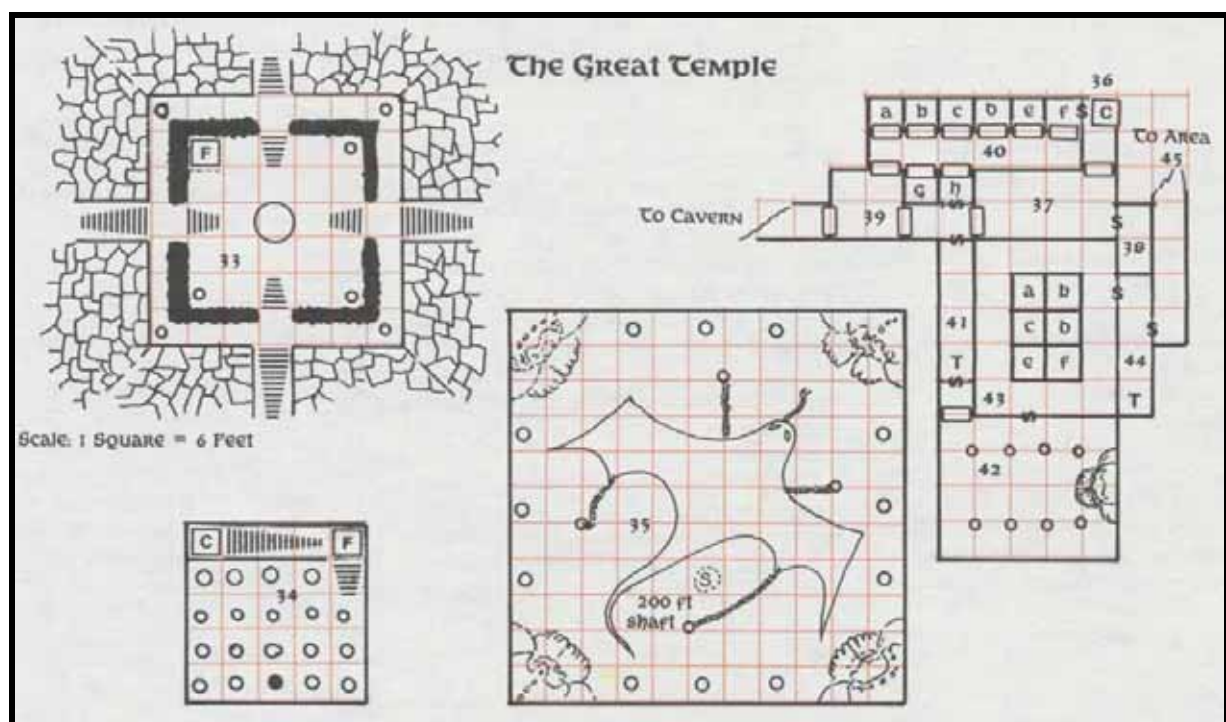 The Great Temple
36
a b c D e f S C
F
To Area
45
40
G h
S
To Cavern
39
37
S
S
33
38
a b
S
41
c D
S
T
e f
44
S
43
T
S
Scale: 1 Square = 6 Feet
42
35
C
F
34
S
200 ft
shaft